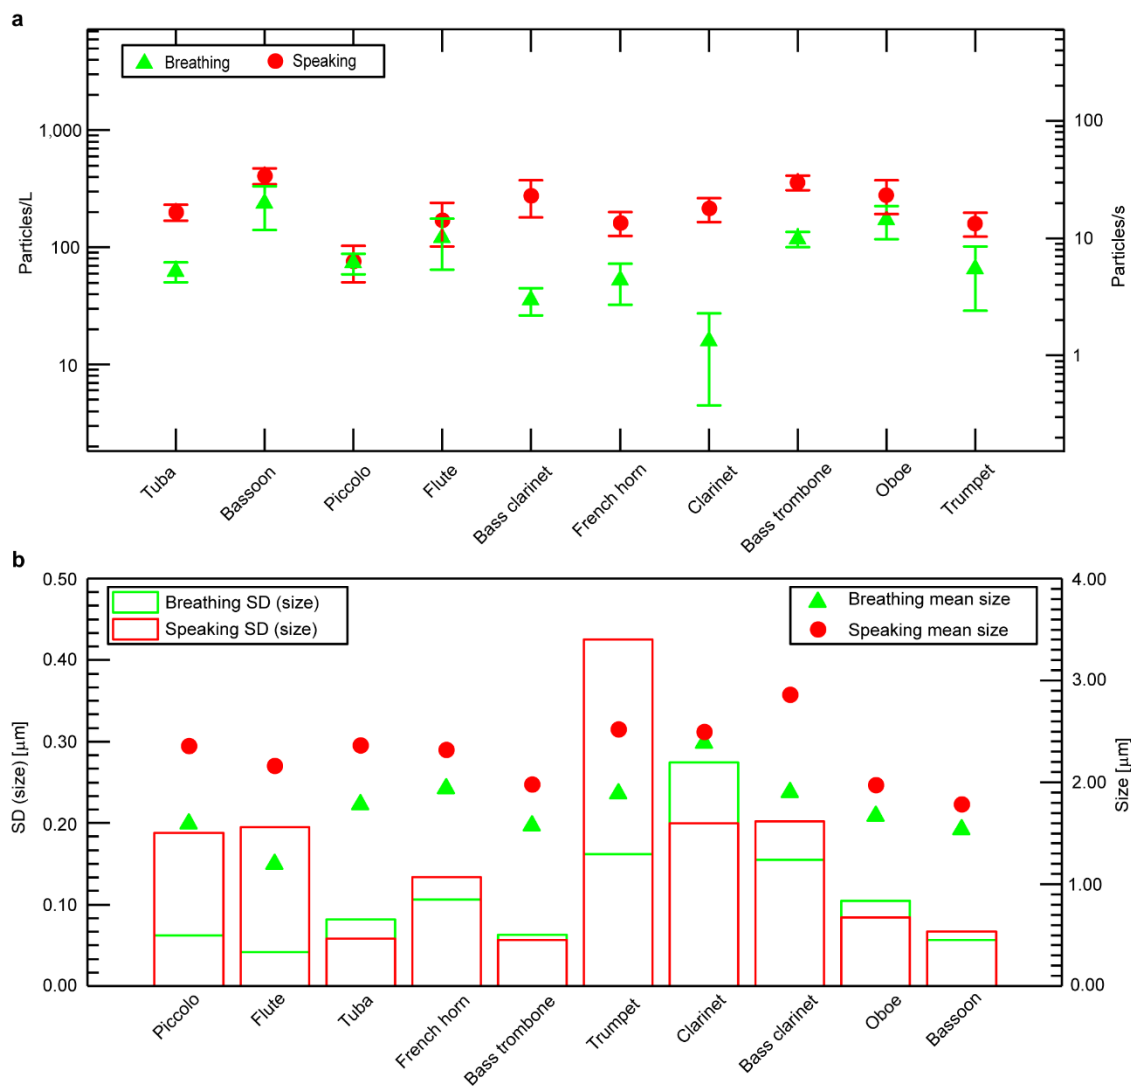 a
Breathing
Speaking
1,000
100
10
Particles/L
100
10
1
Particles/s
Tuba
Bassoon
Piccolo
Flute
Bass clarinet
French horn
Clarinet
Bass trombone
Oboe
Trumpet
b
0.50
0.40
0.30
0.20
0.10
0.00
SD (size) [µm]
Breathing SD (size)
Speaking SD (size)
Breathing mean size
Speaking mean size
4.00
3.00
2.00
1.00
0.00
Size [µm]
Piccolo
Flute
Tuba
French horn
Bass trombone
Trumpet
Clarinet
Bass clarinet
Oboe
Bassoon